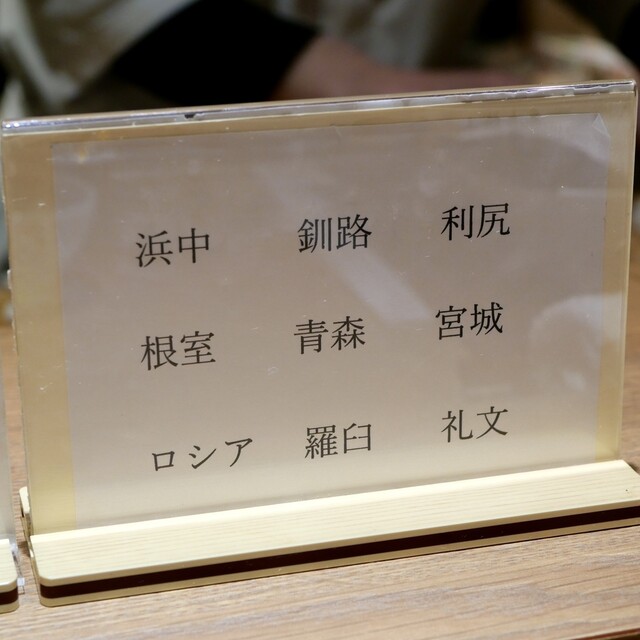 浜中 釧路 利尻
根室 青森 宮城
ロシア 羅臼 礼文